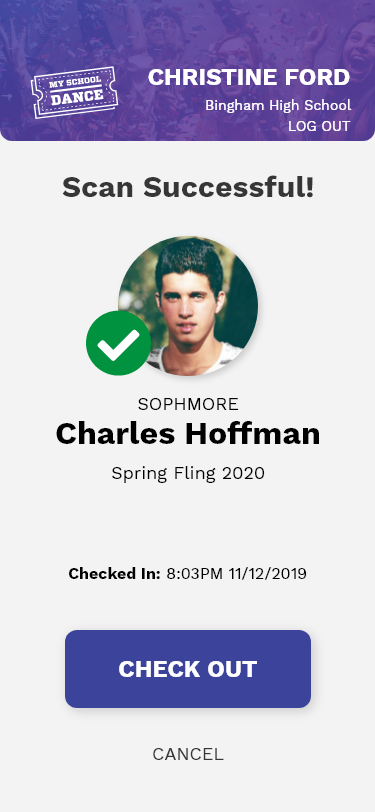 MY SCHOOL
DANCE
CHRISTINE FORD
Bingham High School
LOG OUT
Scan Successful!
SOPHMORE
Charles Hoffman
Spring Fling 2020
Checked In: 8:03PM 11/12/2019
CHECK OUT
CANCEL